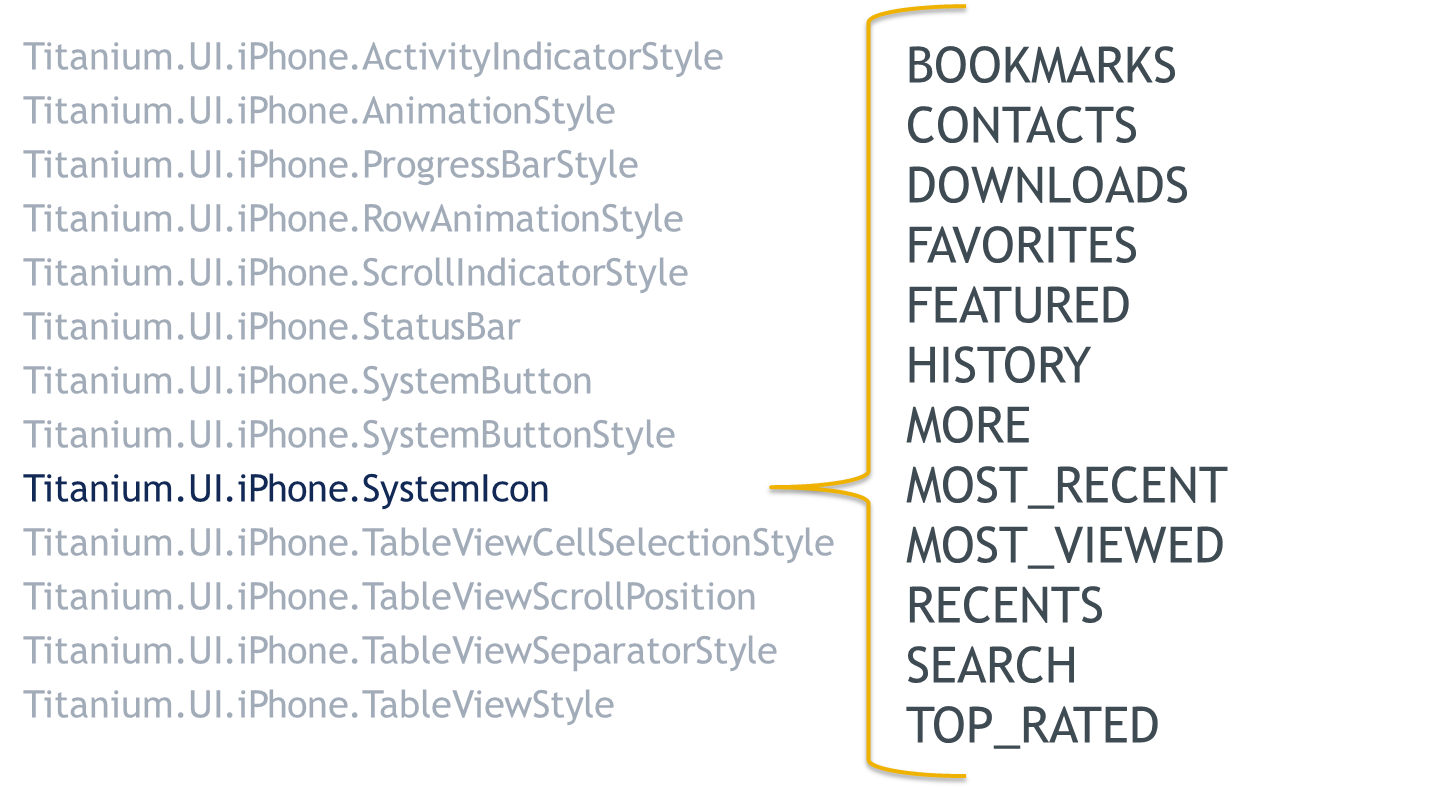 Titanium.UI.iPhone.ActivityIndicatorStyle
Titanium.UI.iPhone.AnimationStyle
Titanium.UI.iPhone.ProgressBarStyle
Titanium.UI.iPhone.RowAnimationStyle
Titanium.UI.iPhone.ScrollIndicatorStyle
Titanium.UI.iPhone.StatusBar
Titanium.UI.iPhone.SystemButton
Titanium.UI.iPhone.SystemButtonStyle
Titanium.UI.iPhone.SystemIcon
Titanium.UI.iPhone.TableViewCellSelectionStyle
Titanium.UI.iPhone.TableViewScrollPosition
Titanium.UI.iPhone.TableViewSeparatorStyle
Titanium.UI.iPhone.TableViewStyle
BOOKMARKS
CONTACTS
DOWNLOADS
FAVORITES
FEATURED
HISTORY
MORE
MOST_RECENT
MOST_VIEWED
RECENTS
SEARCH
TOP_RATED